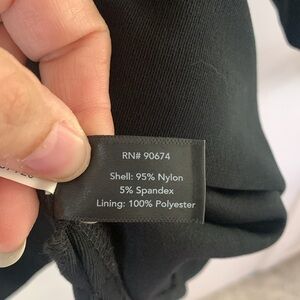 RN# 90674
Shell: 95% Nylon
5% Spandex
Lining: 100% Polyester